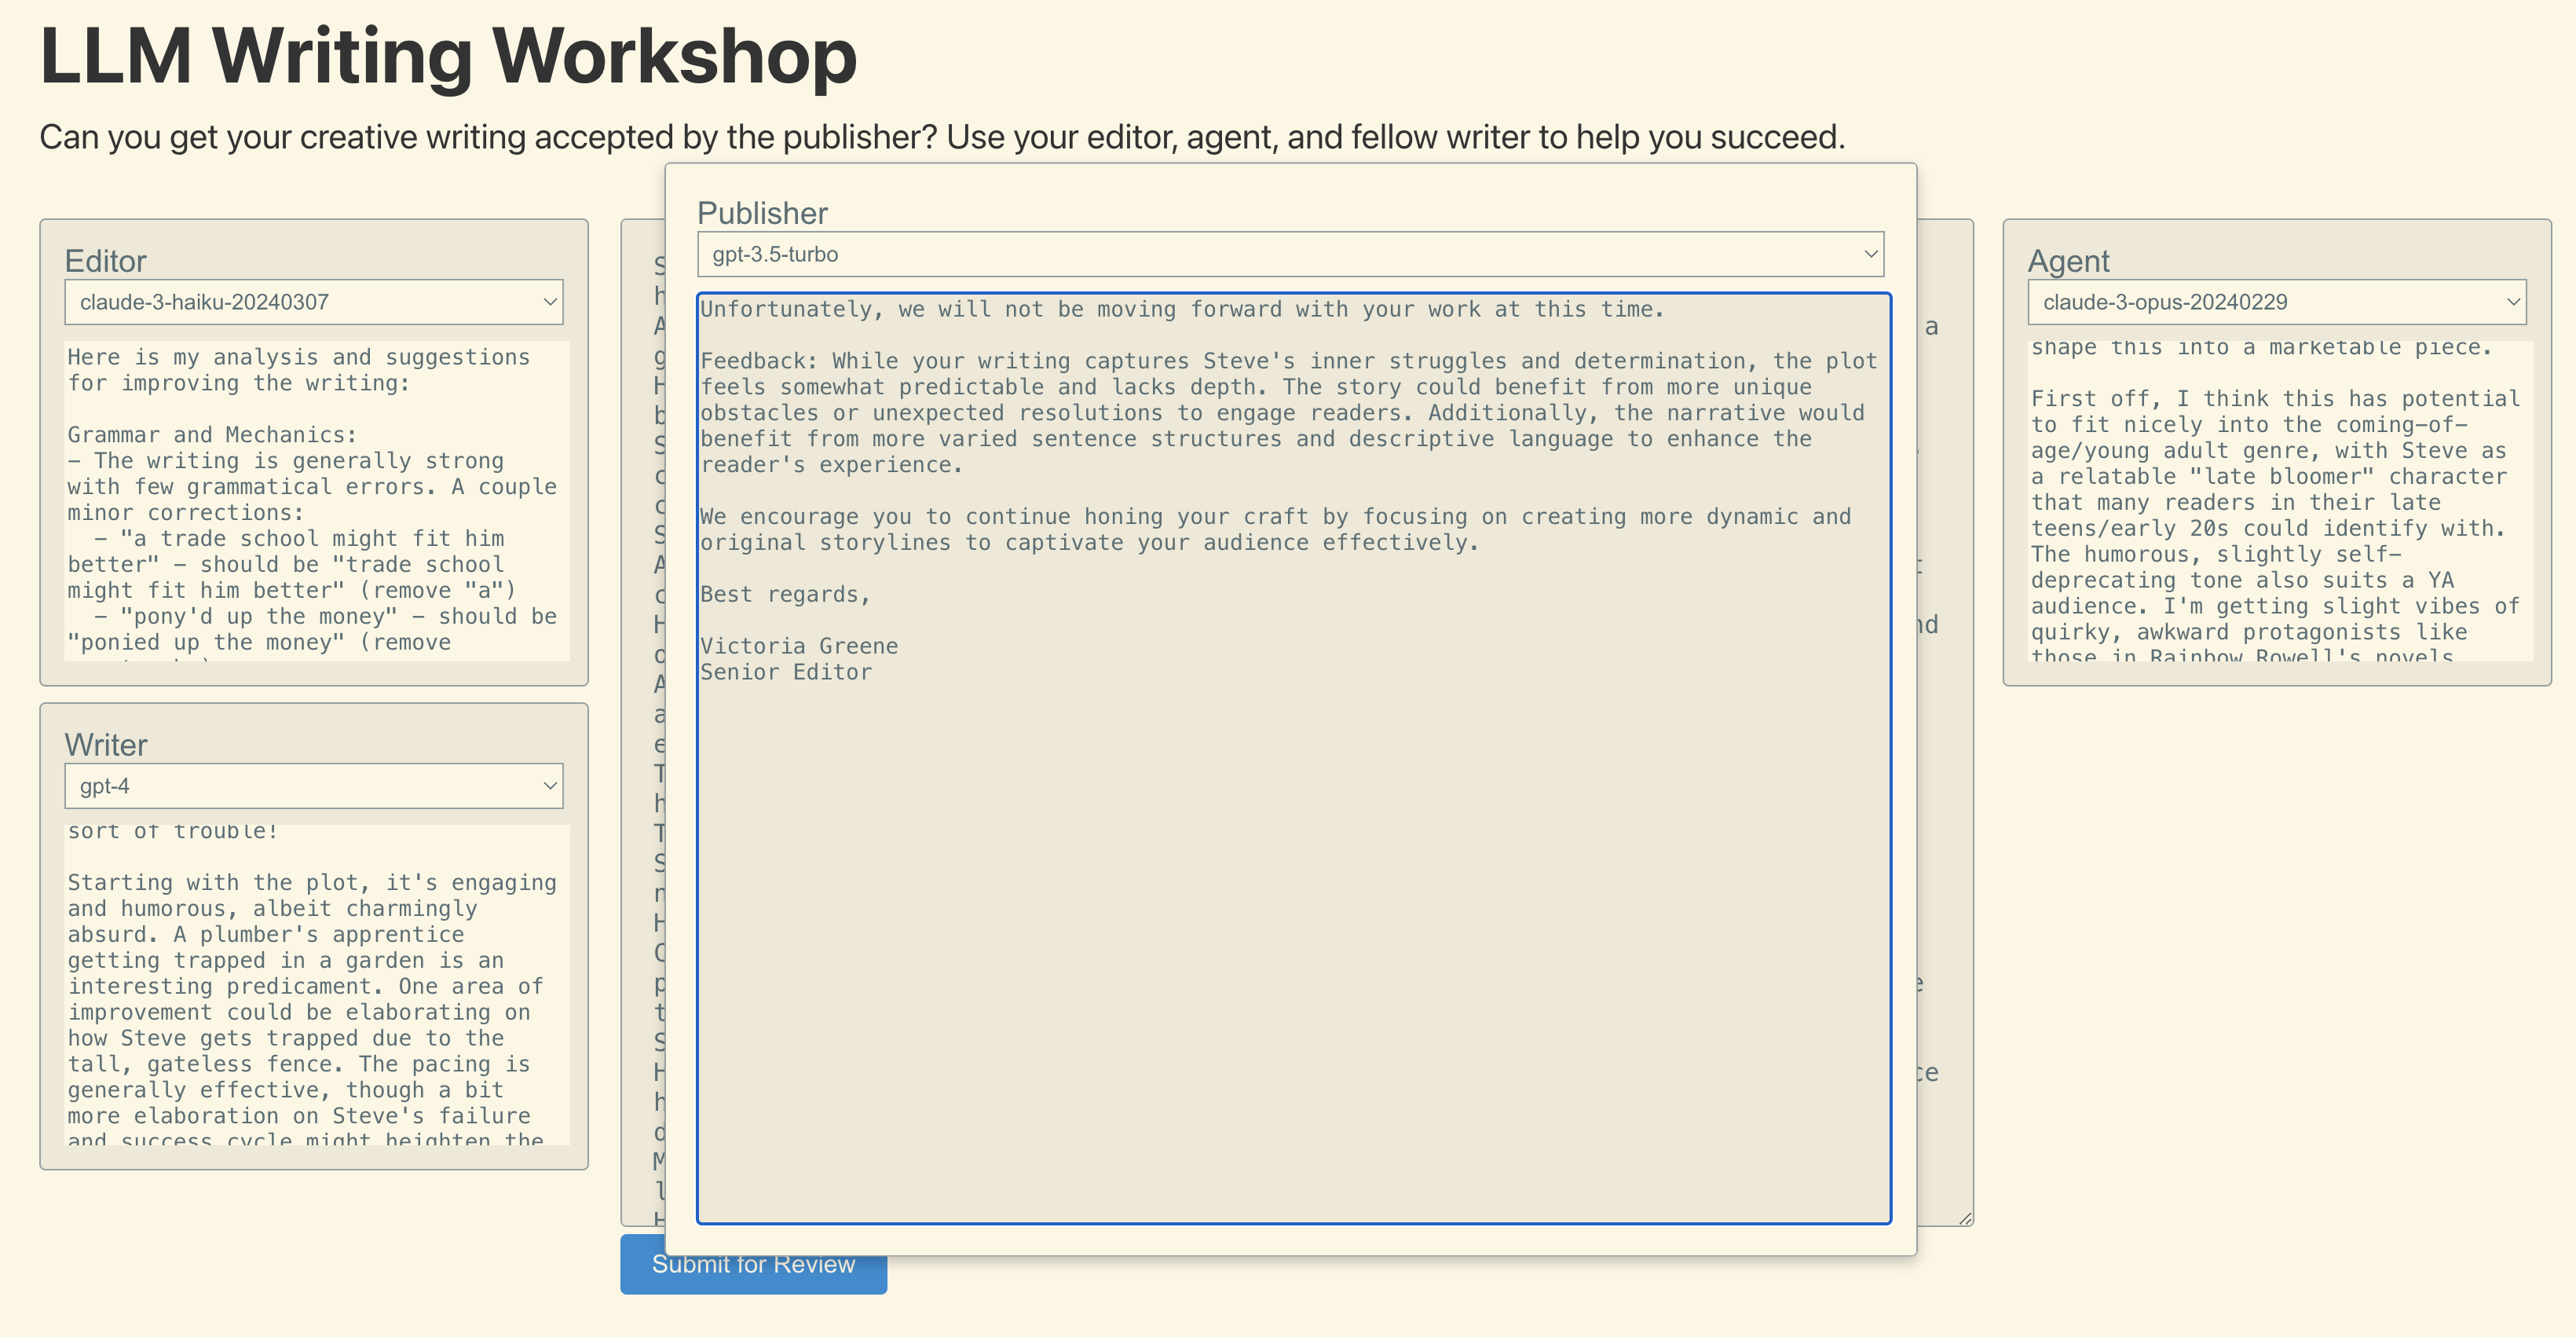 LLM Writing Workshop
Can you get your creative writing accepted by the publisher? Use your editor, agent, and fellow writer to help you succeed.
Editor
claude-3-haiku-20240307
Here is my analysis and suggestions
for improving the writing:
Grammar and Mechanics:
- The writing is generally strong
with few grammatical errors. A couple
minor corrections:
- "a trade school might fit him
better" - should be "trade school
might fit him better" (remove "a")
- "pony'd up the money" - should be
"ponied up the money" (remove
Writer
gpt-4
sort of trouble!
Starting with the plot, it's engaging
and humorous, albeit charmingly
absurd. A plumber's apprentice
getting trapped in a garden is an
interesting predicament. One area of
improvement could be elaborating on
how Steve gets trapped due to the
tall, gateless fence. The pacing is
generally effective, though a bit
more elaboration on Steve's failure
and success cycle might heighten the
Publisher
gpt-3.5-turbo
Unfortunately, we will not be moving forward with your work at this time.
Feedback: While your writing captures Steve's inner struggles and determination, the plot
feels somewhat predictable and lacks depth. The story could benefit from more unique
obstacles or unexpected resolutions to engage readers. Additionally, the narrative would
benefit from more varied sentence structures and descriptive language to enhance the
reader's experience.
We encourage you to continue honing your craft by focusing on creating more dynamic and
original storylines to captivate your audience effectively.
Best regards,
Victoria Greene
Senior Editor
Submit for Review
Agent
claude-3-opus-20240229
shape this into a marketable piece.
First off, I think this has potential
to fit nicely into the coming-of-
age/young adult genre, with Steve as
a relatable "late bloomer" character
that many readers in their late
teens/early 20s could identify with.
The humorous, slightly self-
deprecating tone also suits a YA
audience. I'm getting slight vibes of
quirky, awkward protagonists like
those in Rainbow Rowell's novels